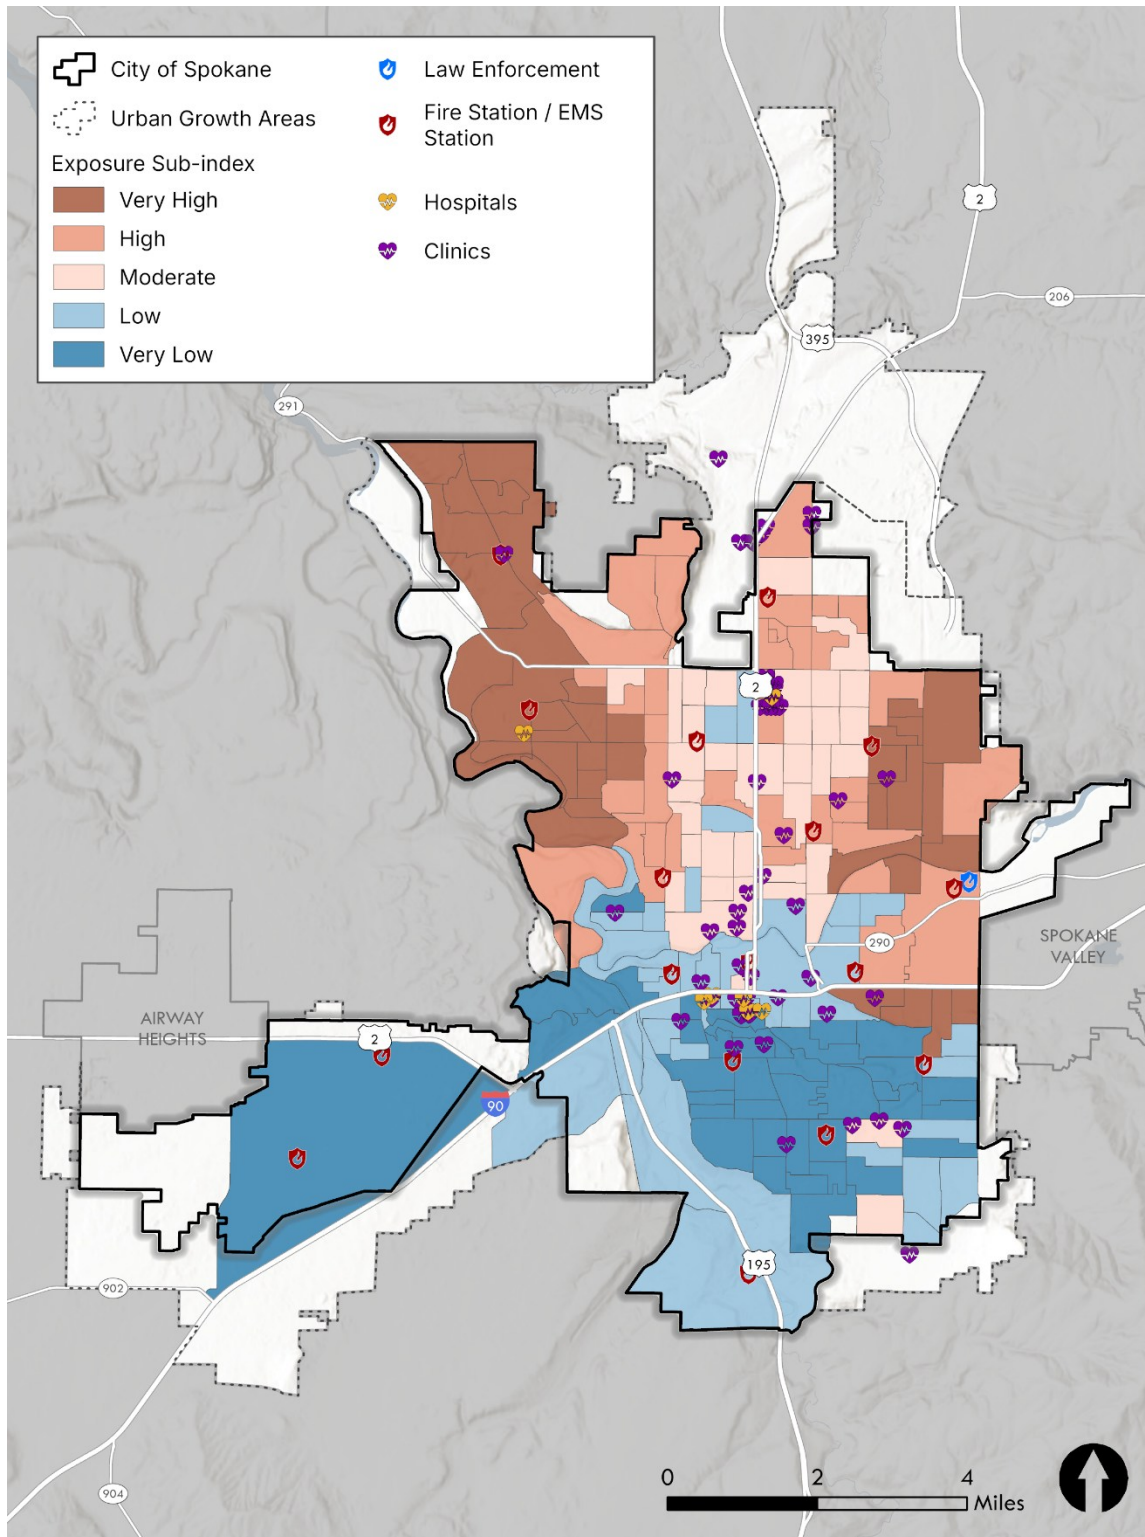 City of Spokane
Urban Growth Areas
Exposure Sub-index
Very High
High
Moderate
Low
Very Low
Law Enforcement
Fire Station / EMS
Station
Hospitals
Clinics
2
206
395
291
2
290
SPOKANE
VALLEY
AIRWAY
HEIGHTS
2
90
195
902
904
0 2 4
Miles